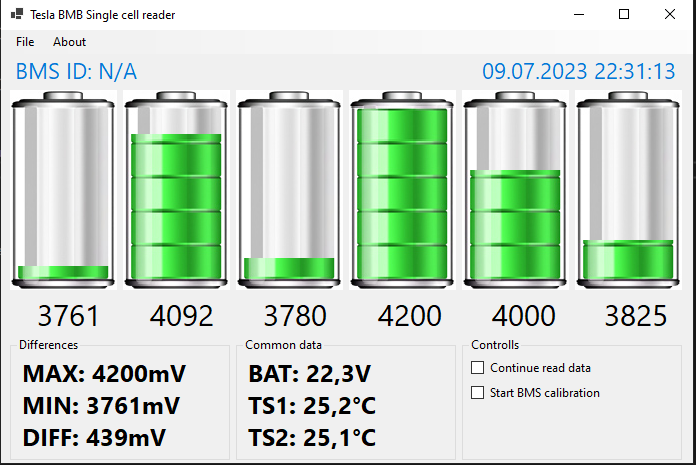 Tesla BMB Single cell reader
File About
BMS ID: N/A 09.07.2023 22:31:13
3761 4092 3780 4200 4000 3825
Differences
MAX: 4200mV
MIN: 3761mV
DIFF: 439mV
Common data
BAT: 22,3V
TS1: 25,2°C
TS2: 25,1°C
Controlls
Continue read data
Start BMS calibration